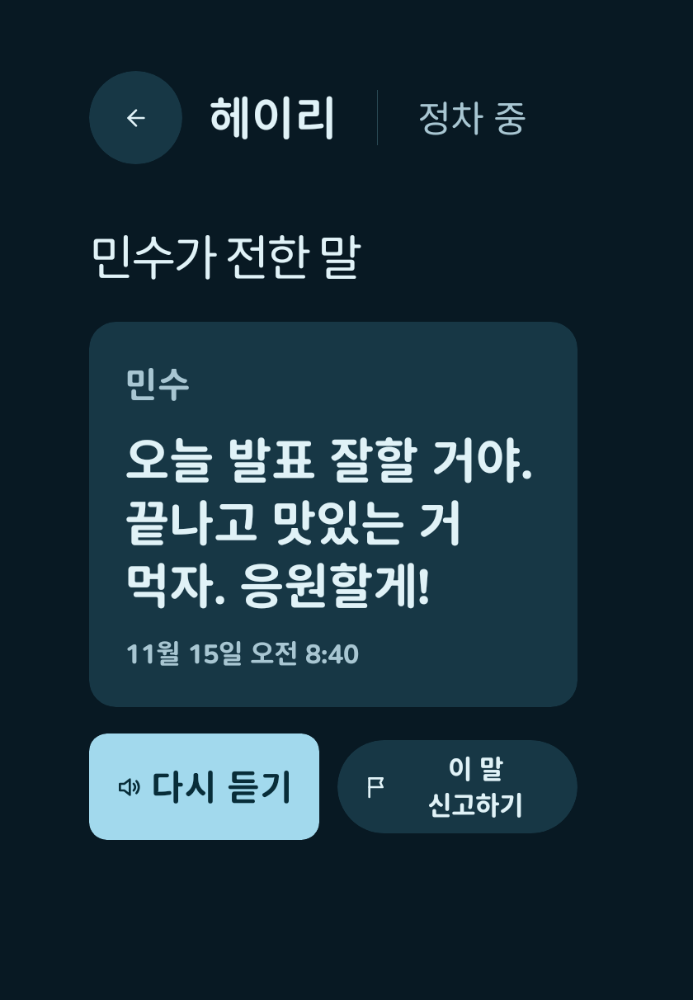 헤이리
정차 중
민수가 전한 말
민수
오늘 발표 잘할 거야.
끝나고 맛있는 거
먹자. 응원할게!
11월 15일 오전 8:40
다시 듣기
이 말
신고하기